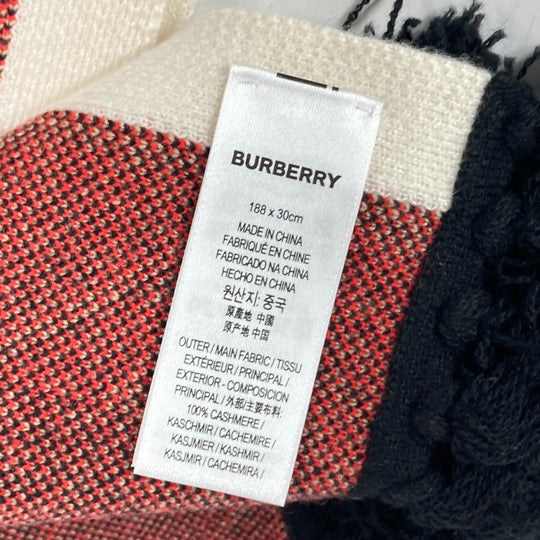 BURBERRY
188 x 30cm
MADE IN CHINA
FABRIQUÉ EN CHINE
FABRICADO NA CHINA
HECHO EN CHINA
원산지: 중국
原產地 中國
原产地 中国
OUTER / MAIN FABRIC / TISSU
EXTÉRIEUR / PRINCIPAL /
EXTERIOR - COMPOSICIÓN
PRINCIPAL / 外部/主要布料:
100% CASHMERE /
KASCHMIR / CACHEMIRE /
KASJMIER / KASHMIR /
KASJMIR / CACHEMIRA /